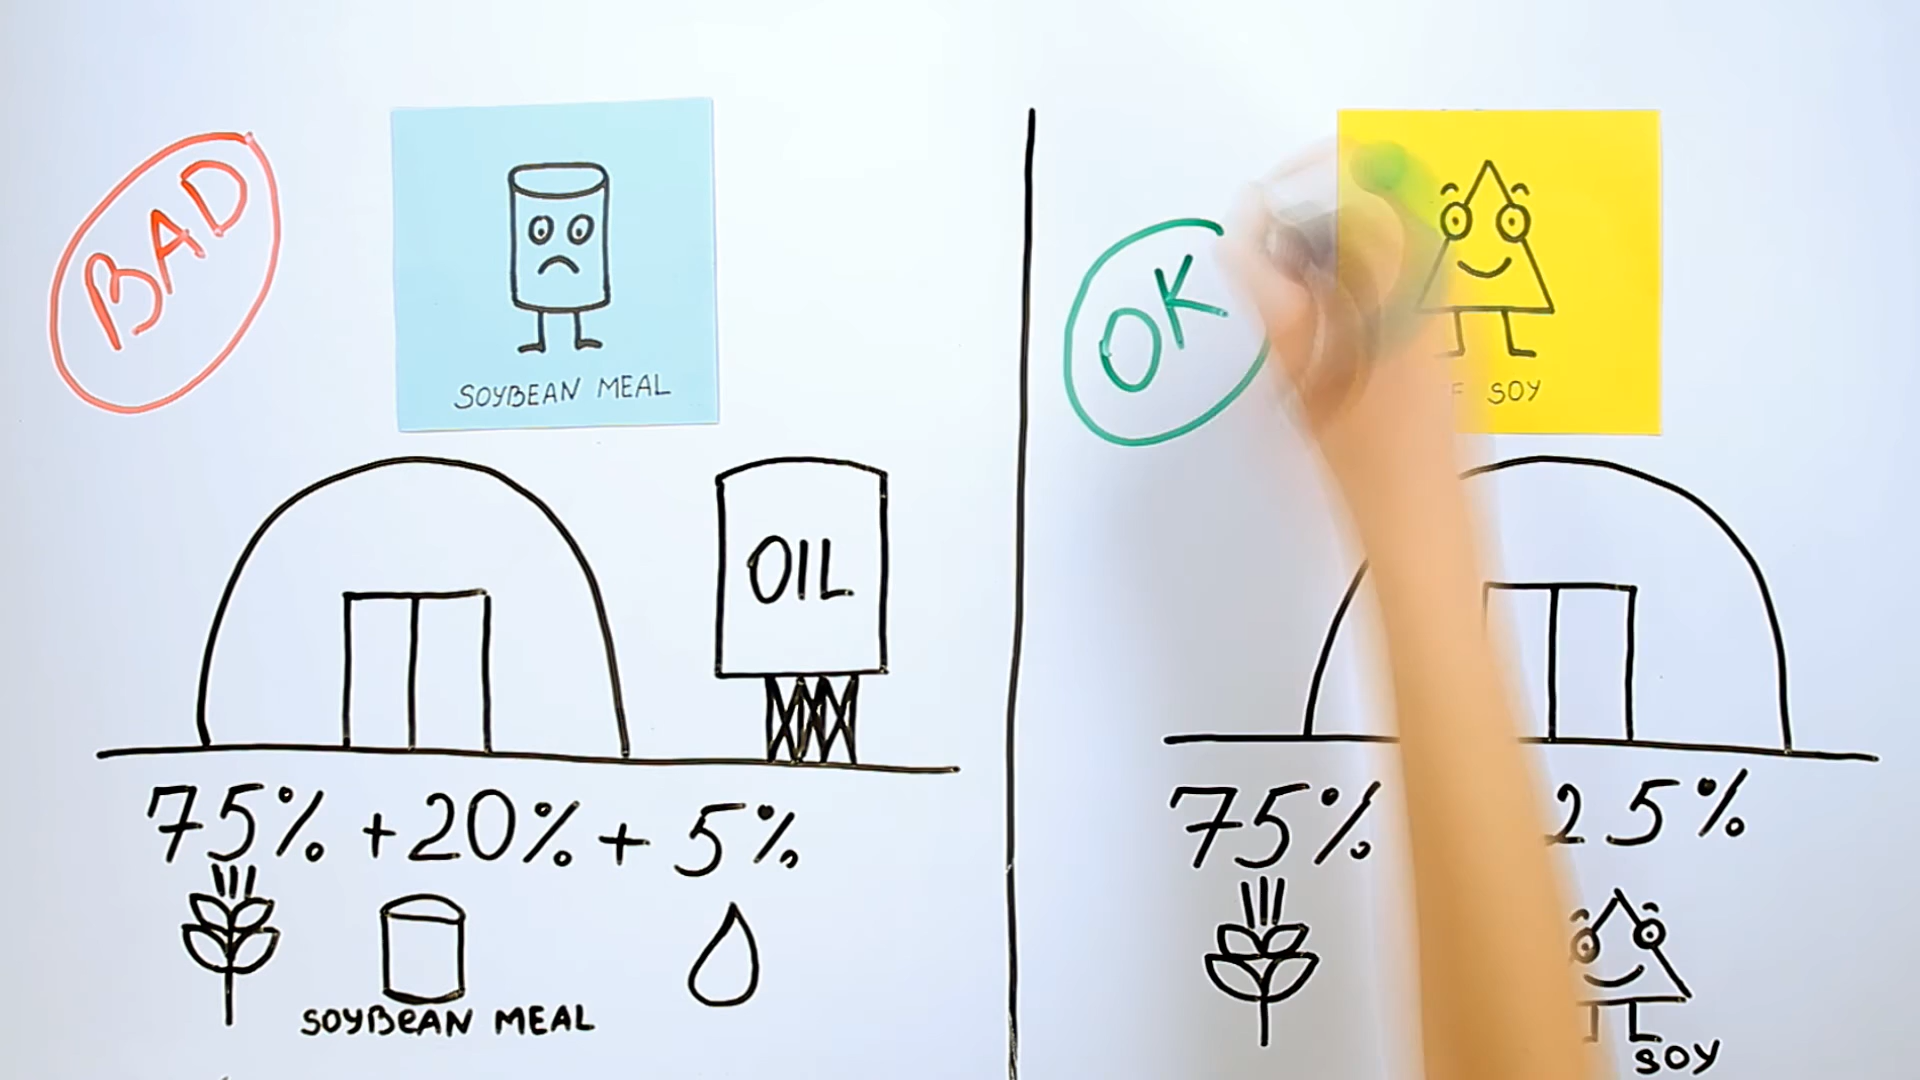 BAD
SOYBEAN MEAL
OIL
75% + 20% + 5%
SOYBEAN MEAL
OK
SOY
75% 25%
SOY